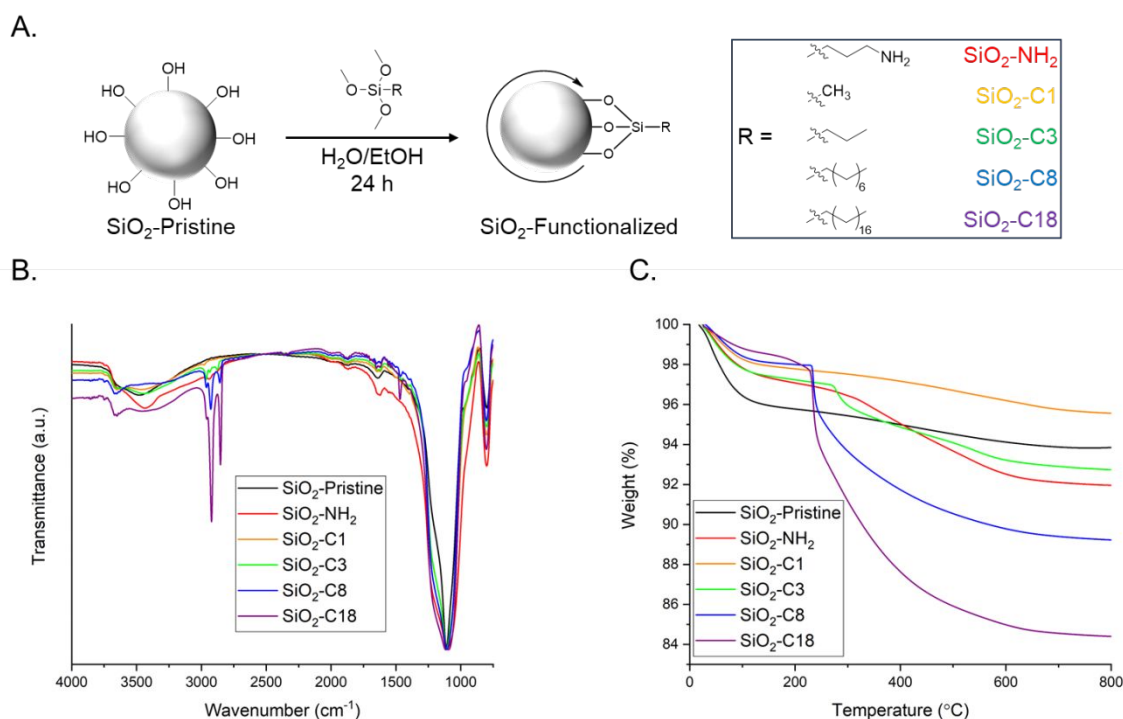 A.
OH
OH
OH
HO
OH
HO
OH
HO
OH
SiO2-Pristine
O
O
Si
O
R
H2O/EtOH
24 h
O
O
Si
R
O
SiO2-Functionalized
R =
NH2
SiO2-NH2
CH3
SiO2-C1
SiO2-C3
6
SiO2-C8
16
SiO2-C18
B.
Transmittance (a.u.)
SiO2-Pristine
SiO2-NH2
SiO2-C1
SiO2-C3
SiO2-C8
SiO2-C18
4000 3500 3000 2500 2000 1500 1000
Wavenumber (cm-1)
C.
Weight (%)
100
98
96
94
92
90
88
86
84
SiO2-Pristine
SiO2-NH2
SiO2-C1
SiO2-C3
SiO2-C8
SiO2-C18
0 200 400 600 800
Temperature (°C)